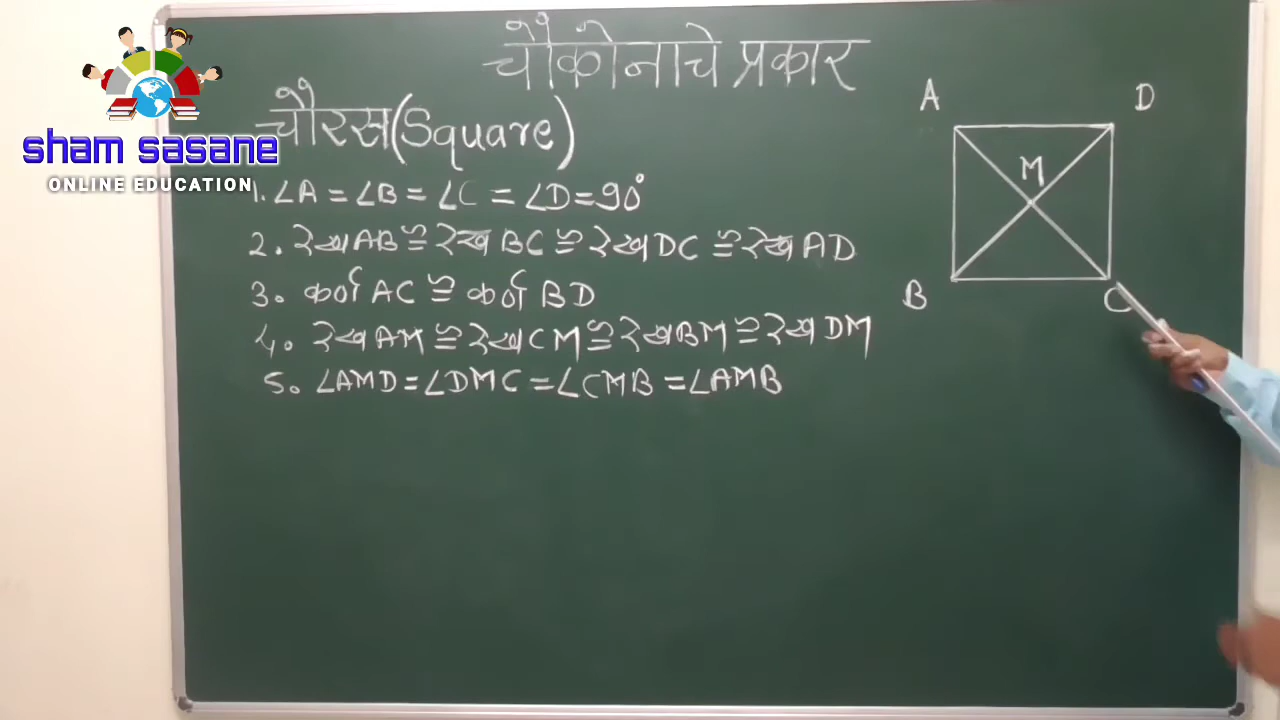 चौकोनाचे प्रकार
sham sasane
ONLINE EDUCATION
चौरस (Square)
1. ∠A = ∠B = ∠C = ∠D = 90°
2. रेख AB ≅ रेख BC ≅ रेख DC ≅ रेख AD
3. कर्ण AC ≅ कर्ण BD
4. रेख AM ≅ रेख CM ≅ रेख BM ≅ रेख DM
5. ∠AMD = ∠DMC = ∠CMB = ∠AMB
A D
M
B C